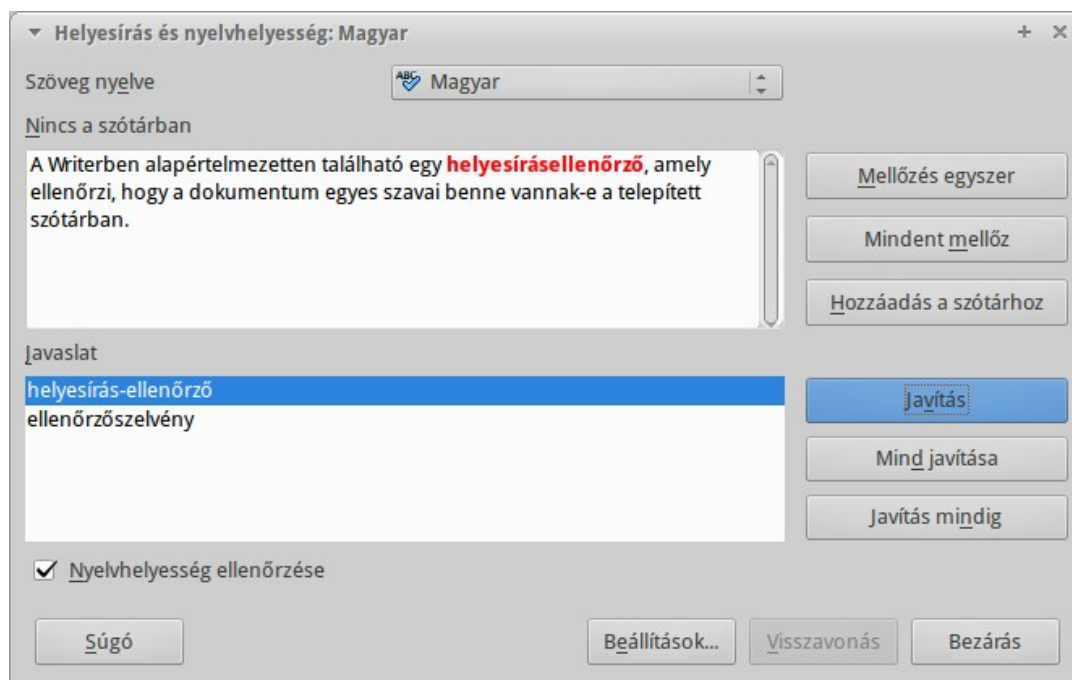 Helyesírás és nyelvhelyesség: Magyar
Szöveg nyelve
ABC Magyar
Nincs a szótárban
A Writerben alapértelmezetten található egy helyesírásellenőrző, amely
ellenőrzi, hogy a dokumentum egyes szavai benne vannak-e a telepített
szótárban.
Mellőzés egyszer
Mindent mellőz
Hozzáadás a szótárhoz
Javaslat
helyesírás-ellenőrző
ellenőrzőszelvény
Javítás
Mind javítása
Javítás mindig
Nyelvhelyesség ellenőrzése
Súgó
Beállítások...
Visszavonás
Bezárás